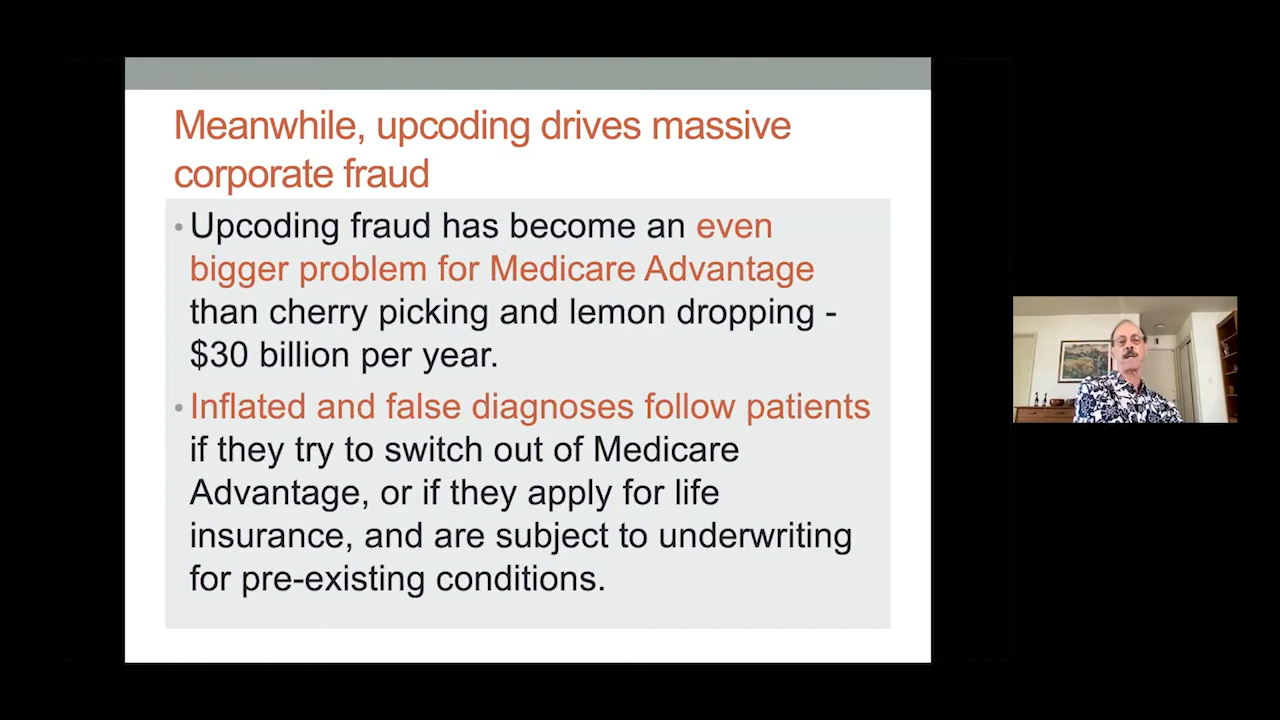 Meanwhile, upcoding drives massive
corporate fraud
• Upcoding fraud has become an even
bigger problem for Medicare Advantage
than cherry picking and lemon dropping -
$30 billion per year.
• Inflated and false diagnoses follow patients
if they try to switch out of Medicare
Advantage, or if they apply for life
insurance, and are subject to underwriting
for pre-existing conditions.